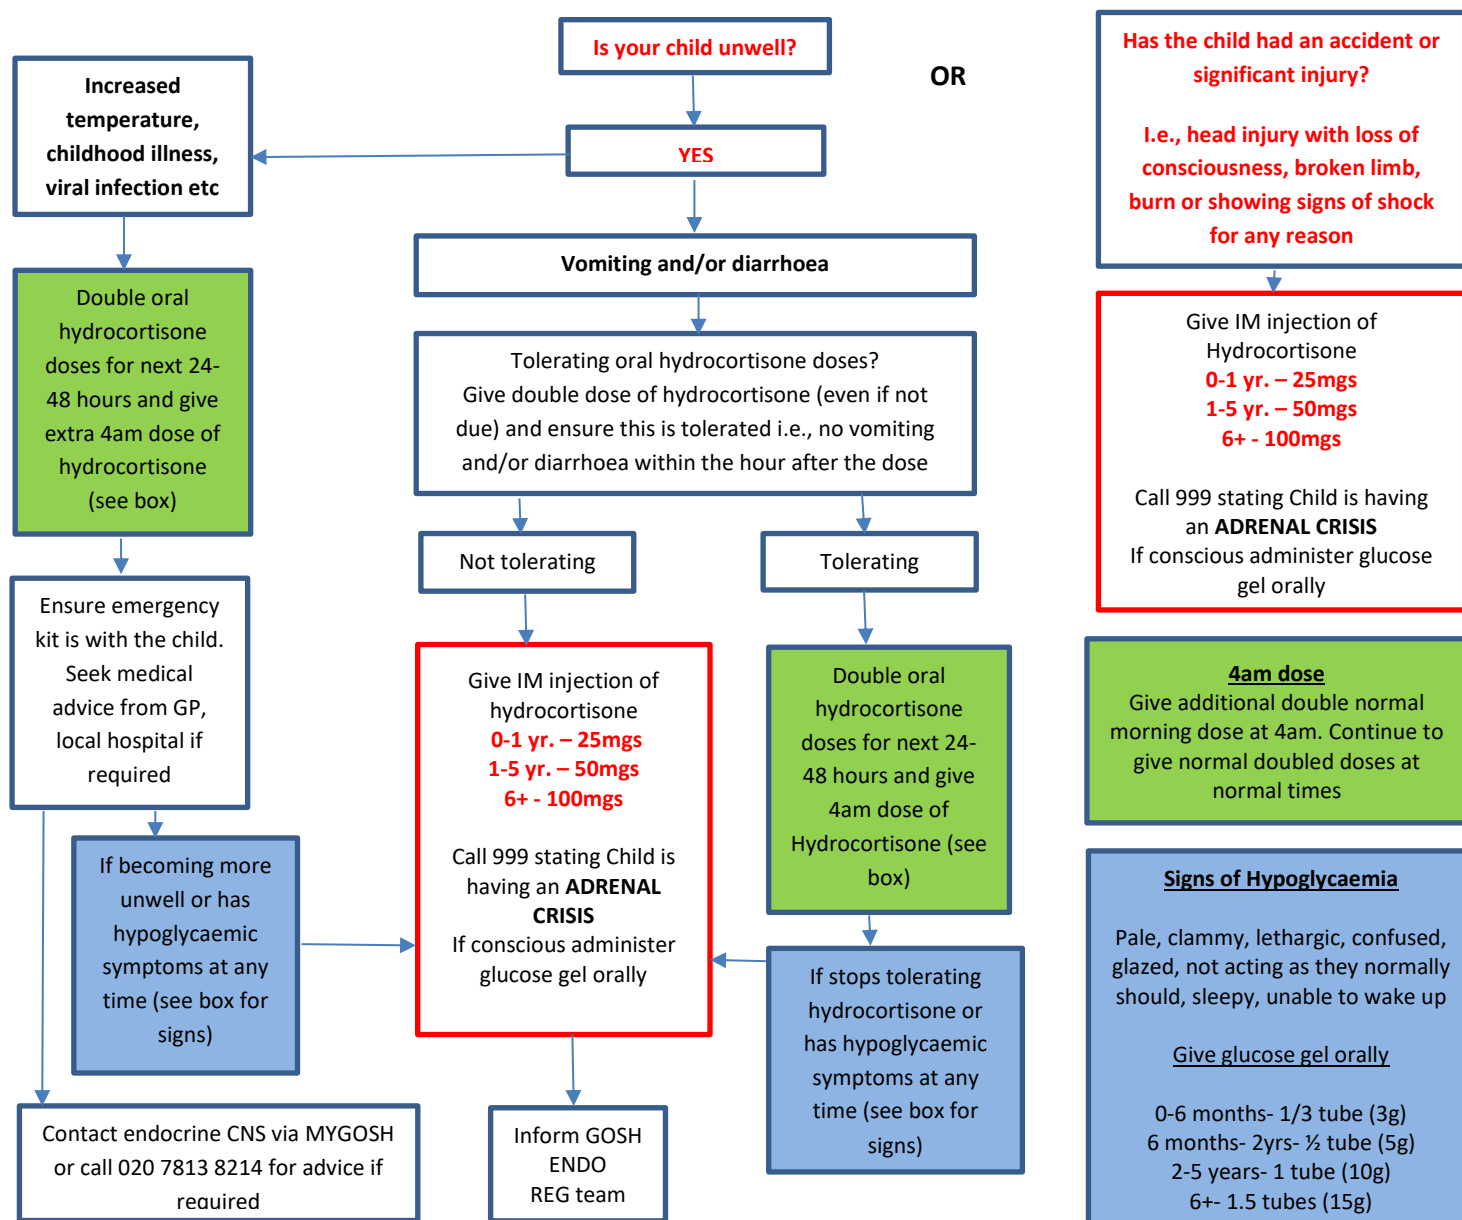 Is your child unwell?
OR
YES
Increased
temperature,
childhood illness,
viral infection etc
Double oral
hydrocortisone
doses for next 24-
48 hours and give
extra 4am dose of
hydrocortisone
(see box)
Ensure emergency
kit is with the child.
Seek medical
advice from GP,
local hospital if
required
If becoming more
unwell or has
hypoglycaemic
symptoms at any
time (see box for
signs)
Contact endocrine CNS via MYGOSH
or call 020 7813 8214 for advice if
required
Vomiting and/or diarrhoea
Tolerating oral hydrocortisone doses?
Give double dose of hydrocortisone (even if not
due) and ensure this is tolerated i.e., no vomiting
and/or diarrhoea within the hour after the dose
Not tolerating
Give IM injection of
hydrocortisone
0-1 yr. – 25mgs
1-5 yr. – 50mgs
6+ - 100mgs
Call 999 stating Child is
having an ADRENAL
CRISIS
If conscious administer
glucose gel orally
Inform GOSH
ENDO
REG team
Tolerating
Double oral
hydrocortisone
doses for next 24-
48 hours and give
4am dose of
Hydrocortisone (see
box)
If stops tolerating
hydrocortisone or
has hypoglycaemic
symptoms at any
time (see box for
signs)
Has the child had an accident or
significant injury?
I.e., head injury with loss of
consciousness, broken limb,
burn or showing signs of shock
for any reason
Give IM injection of
Hydrocortisone
0-1 yr. – 25mgs
1-5 yr. – 50mgs
6+ - 100mgs
Call 999 stating Child is having
an ADRENAL CRISIS
If conscious administer glucose
gel orally
4am dose
Give additional double normal
morning dose at 4am. Continue to
give normal doubled doses at
normal times
Signs of Hypoglycaemia
Pale, clammy, lethargic, confused,
glazed, not acting as they normally
should, sleepy, unable to wake up
Give glucose gel orally
0-6 months- 1/3 tube (3g)
6 months- 2yrs- ½ tube (5g)
2-5 years- 1 tube (10g)
6+- 1.5 tubes (15g)